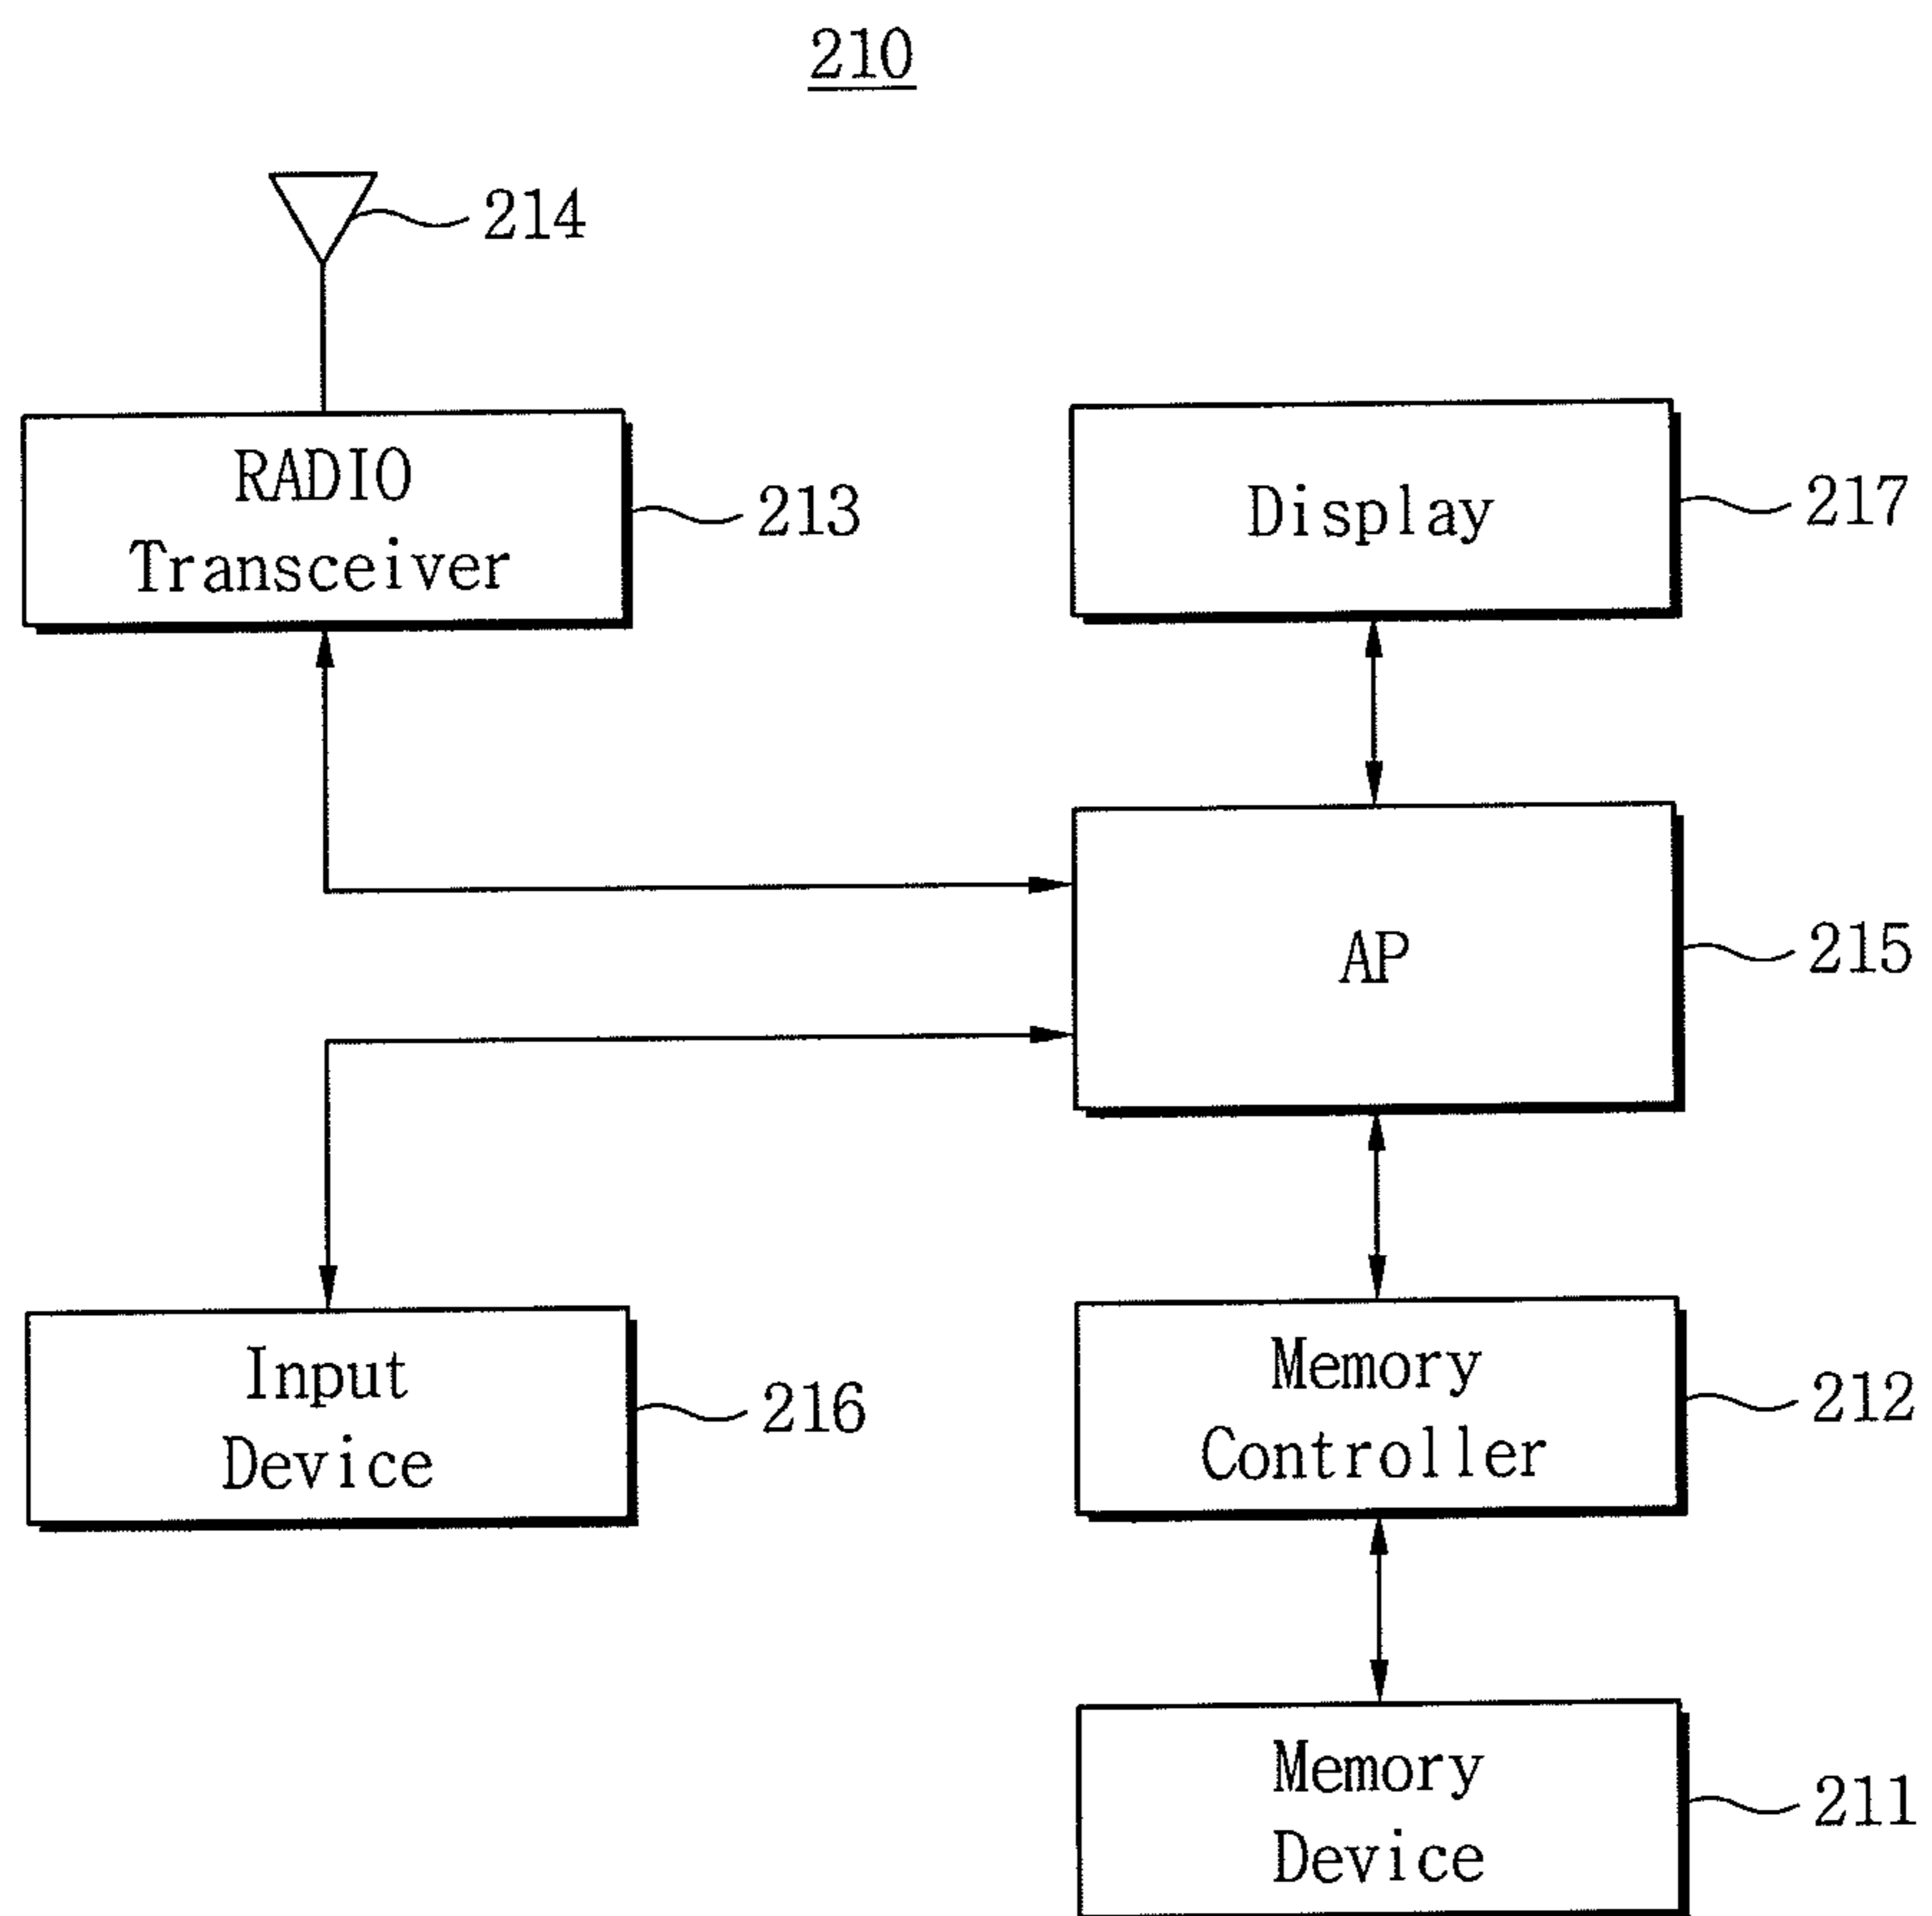 210
214
RADIO
Transceiver
213
Display
217
AP
215
Input
Device
216
Memory
Controller
212
Memory
Device
211